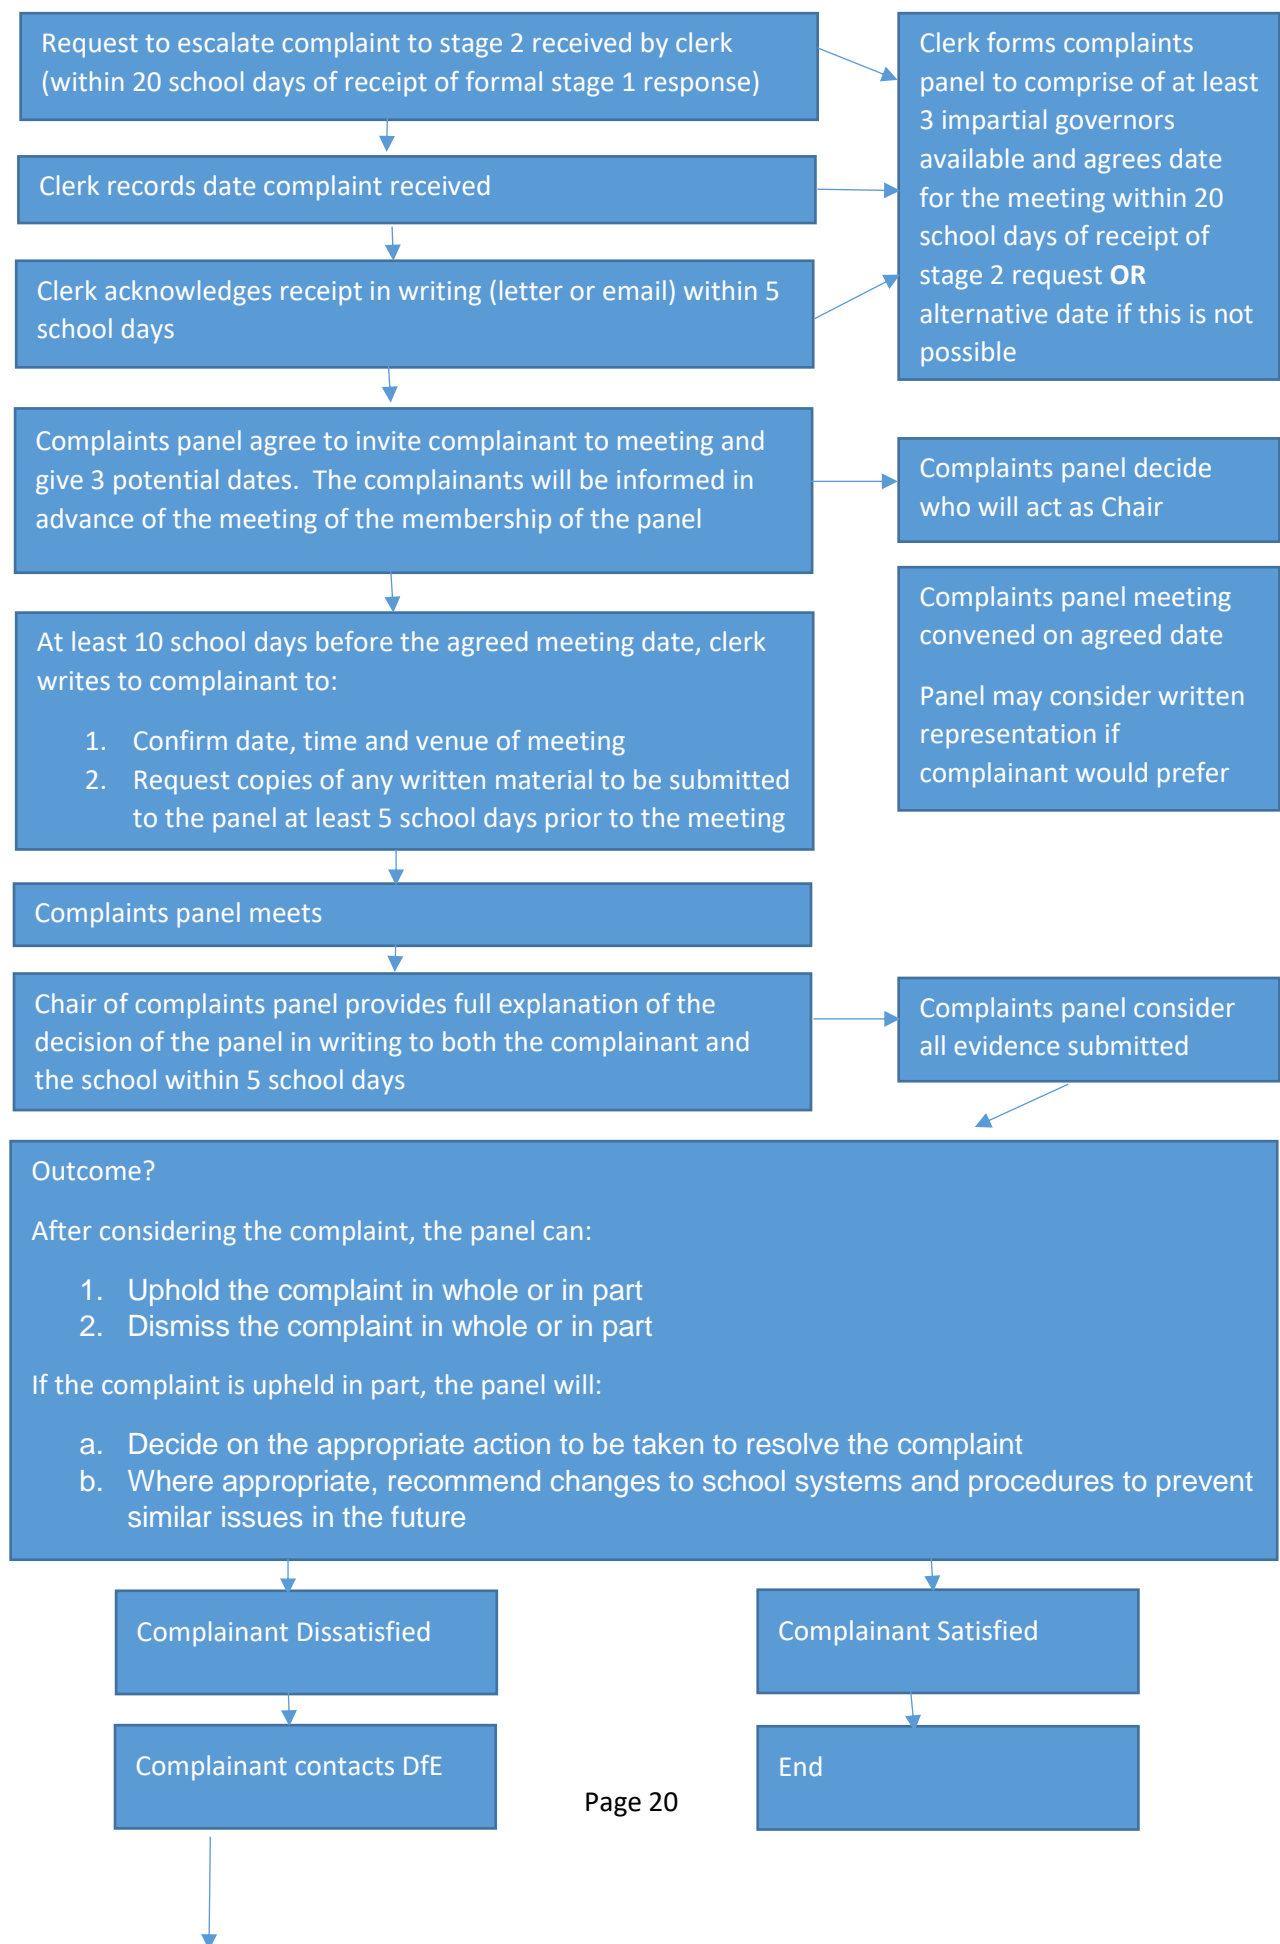 Request to escalate complaint to stage 2 received by clerk
(within 20 school days of receipt of formal stage 1 response)
Clerk forms complaints
panel to comprise of at least
3 impartial governors
available and agrees date
for the meeting within 20
school days of receipt of
stage 2 request OR
alternative date if this is not
possible
Clerk records date complaint received
Clerk acknowledges receipt in writing (letter or email) within 5
school days
Complaints panel agree to invite complainant to meeting and
give 3 potential dates.  The complainants will be informed in
advance of the meeting of the membership of the panel
Complaints panel decide
who will act as Chair
Complaints panel meeting
convened on agreed date
Panel may consider written
representation if
complainant would prefer
At least 10 school days before the agreed meeting date, clerk
writes to complainant to:
1. Confirm date, time and venue of meeting
2. Request copies of any written material to be submitted
to the panel at least 5 school days prior to the meeting
Complaints panel meets
Chair of complaints panel provides full explanation of the
decision of the panel in writing to both the complainant and
the school within 5 school days
Complaints panel consider
all evidence submitted
Outcome?
After considering the complaint, the panel can:
1. Uphold the complaint in whole or in part
2. Dismiss the complaint in whole or in part
If the complaint is upheld in part, the panel will:
a. Decide on the appropriate action to be taken to resolve the complaint
b. Where appropriate, recommend changes to school systems and procedures to prevent
similar issues in the future
Complainant Dissatisfied
Complainant Satisfied
Complainant contacts DfE
End
Page 20